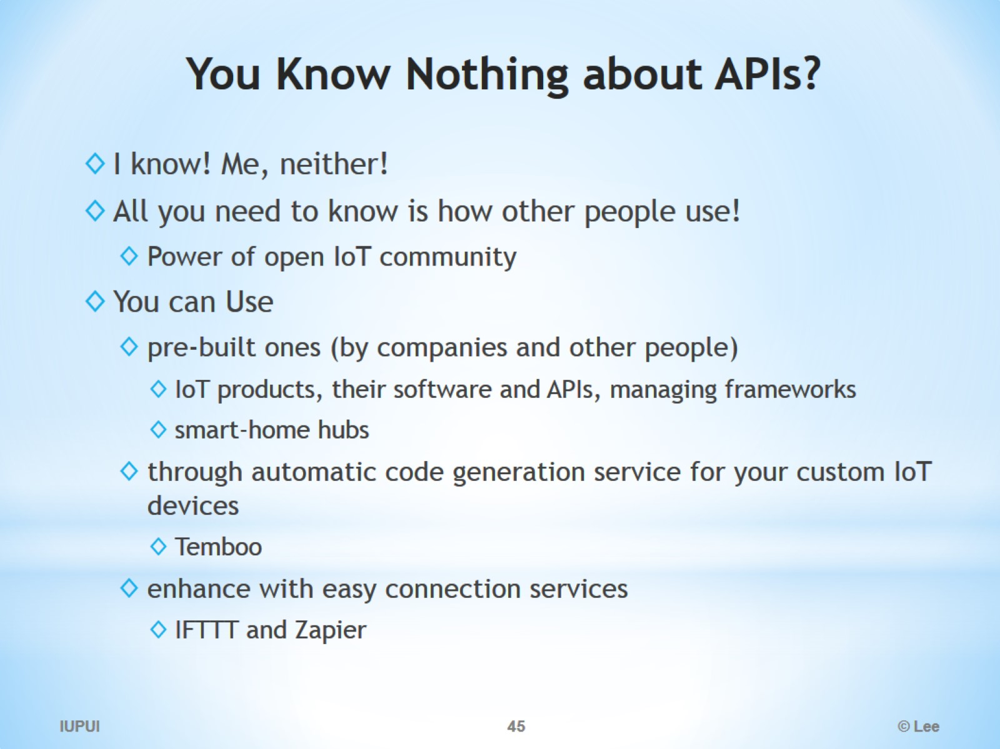 You Know Nothing about APIs?
I know! Me, neither!
All you need to know is how other people use!
Power of open IoT community
You can Use
pre-built ones (by companies and other people)
IoT products, their software and APIs, managing frameworks
smart-home hubs
through automatic code generation service for your custom IoT
devices
Temboo
enhance with easy connection services
IFTTT and Zapier
IUPUI
45
© Lee